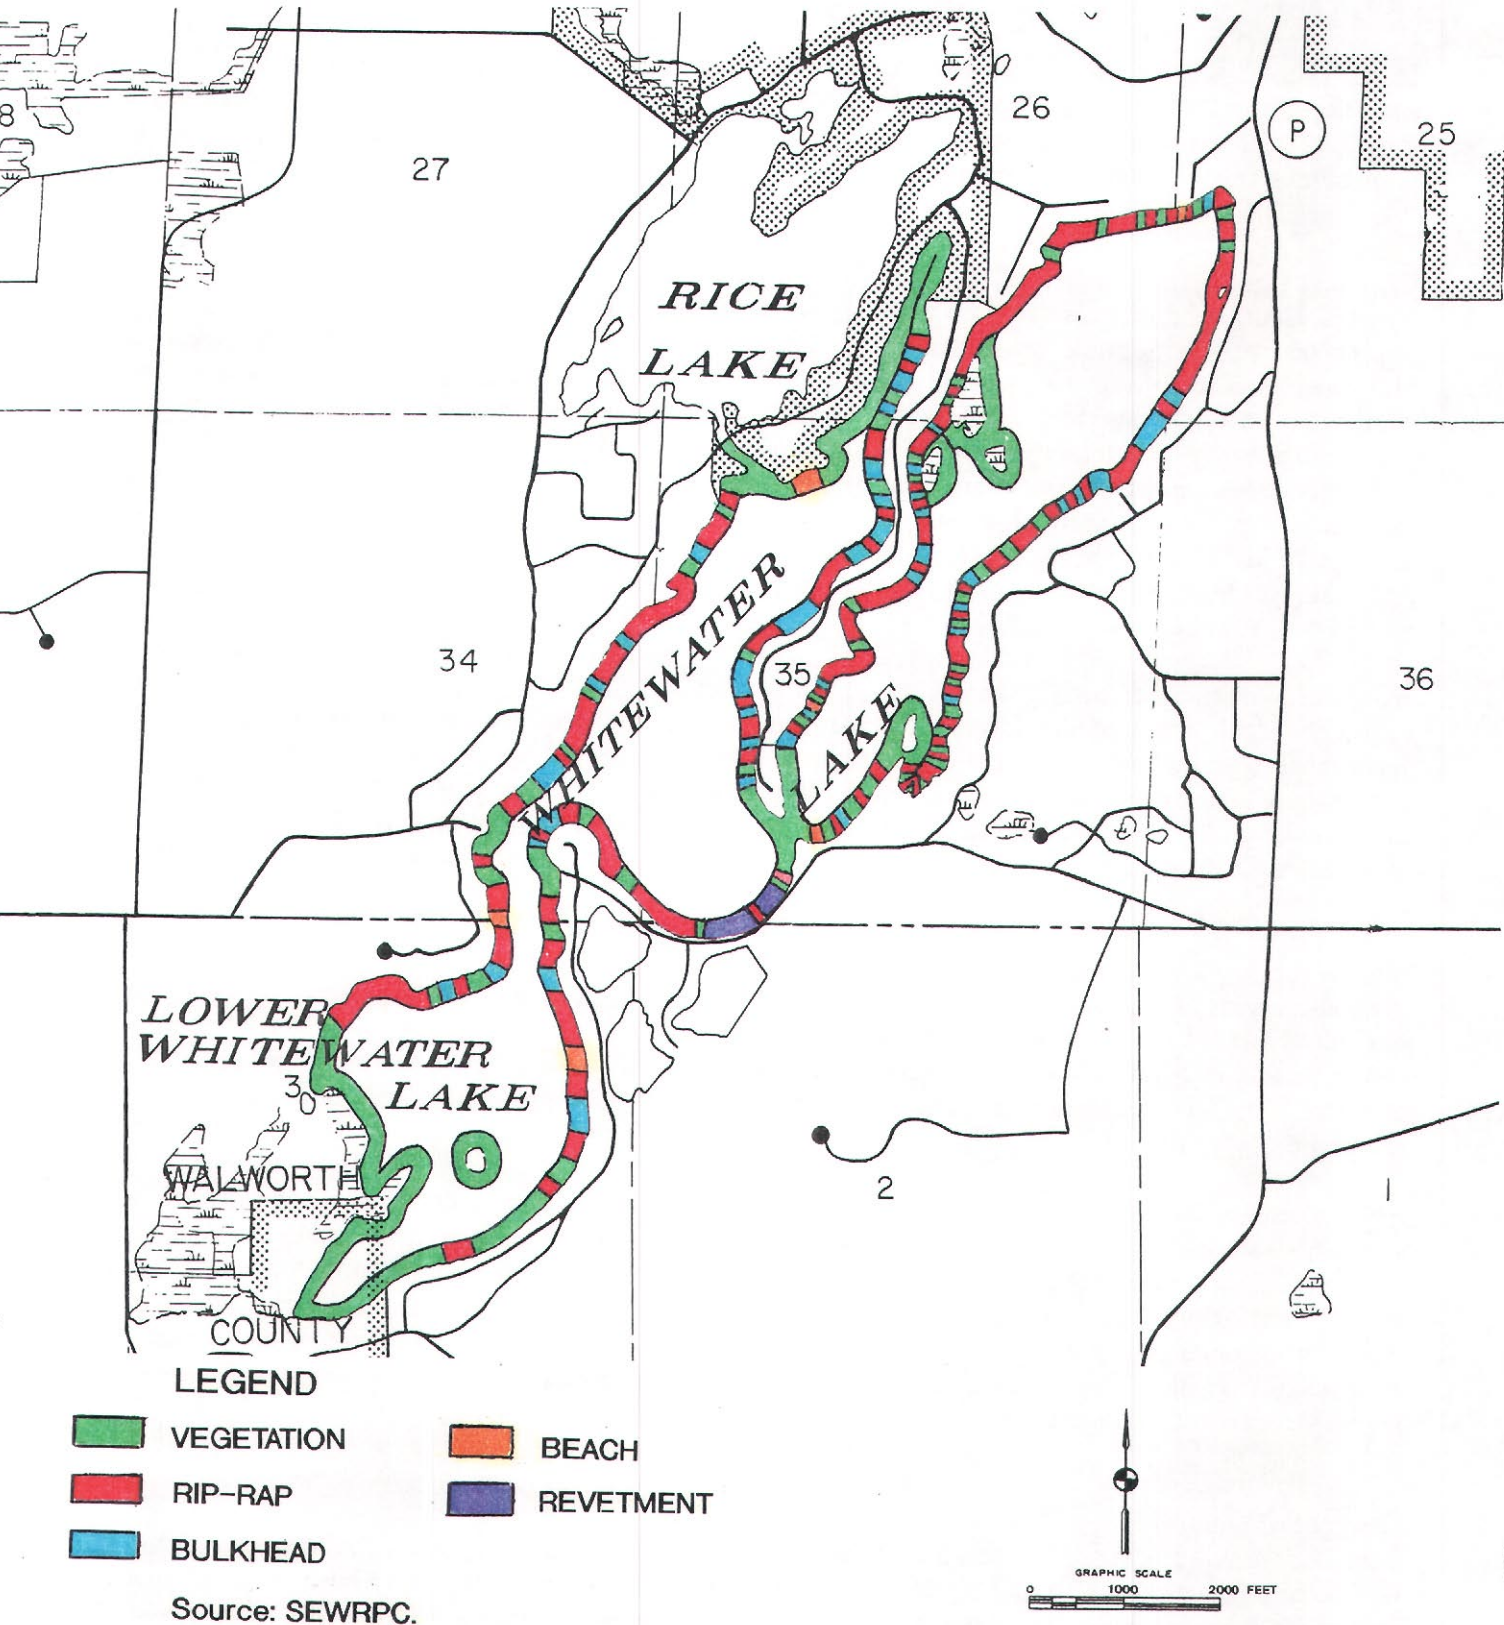 26
P
25
8
27
RICE
LAKE
WHITEWATER
LAKE
34
35
36
LOWER
WHITEWATER
LAKE
3
WALWORTH
COUNTY
2
1
LEGEND
VEGETATION
RIP-RAP
BULKHEAD
BEACH
REVETMENT
Source: SEWRPC.
GRAPHIC SCALE
0 1000 2000 FEET